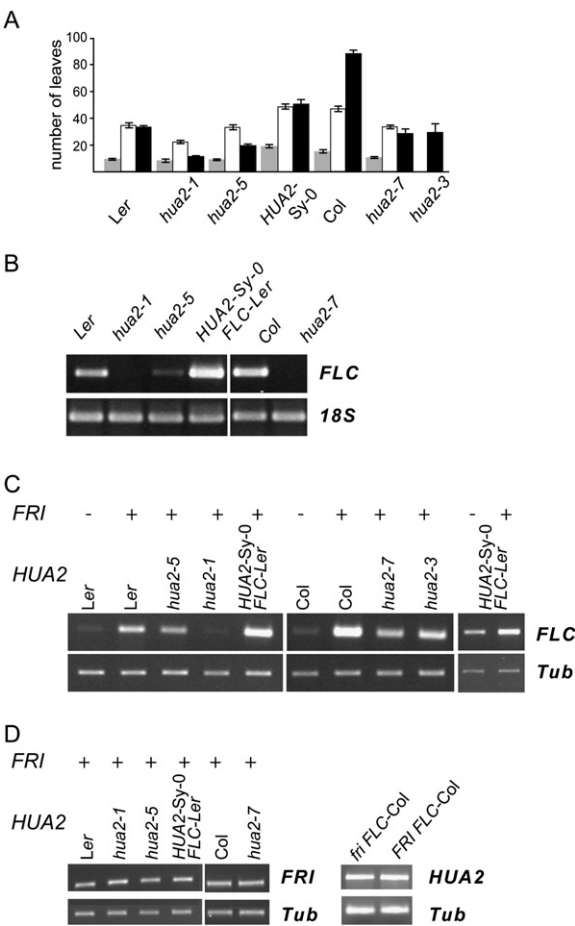 A
number of leaves
100
80
60
40
20
Ler
hua2-1
hua2-5
HUA2-
Sy-0
Col
hua2-7
hua2-3
B
Ler
hua2-1
hua2-5
HUA2-Sy-0
FLC-Ler
Col
hua2-7
FLC
18S
C
FRI - + + + + - + + + - +
HUA2
Ler
Ler
hua2-5
hua2-1
HUA2-Sy-0
FLC-Ler
Col
Col
hua2-7
hua2-3
HUA2-Sy-0
FLC-Ler
FLC
Tub
D
FRI + + + + + +
HUA2
Ler
hua2-1
hua2-5
HUA2-Sy-0
FLC-Ler
Col
hua2-7
fri FLC-Col
FRI FLC-Col
FRI
HUA2
Tub
Tub